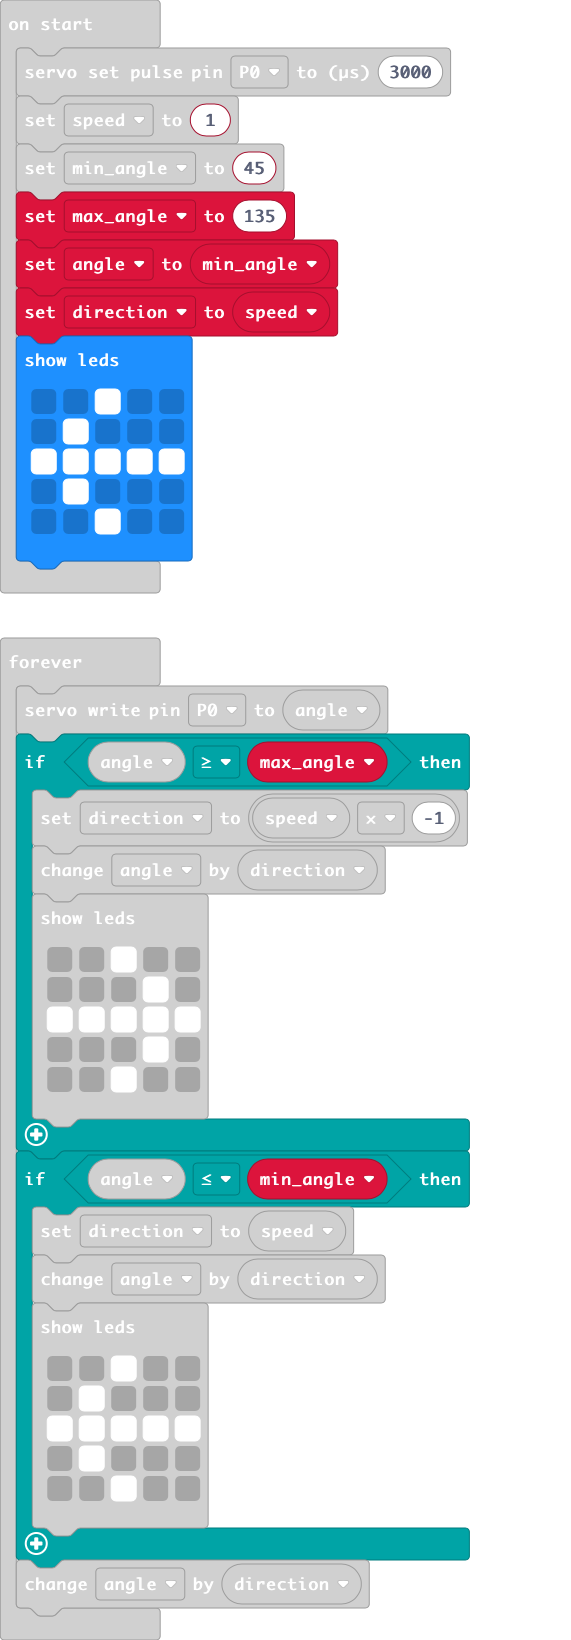 on start
servo set pulse pin P0 to (µs) 3000
set speed to 1
set min_angle to 45
set max_angle to 135
set angle to min_angle
set direction to speed
show leds
forever
servo write pin P0 to angle
if angle ≥ max_angle then
set direction to speed x -1
change angle by direction
show leds
if angle ≤ min_angle then
set direction to speed
change angle by direction
show leds
change angle by direction